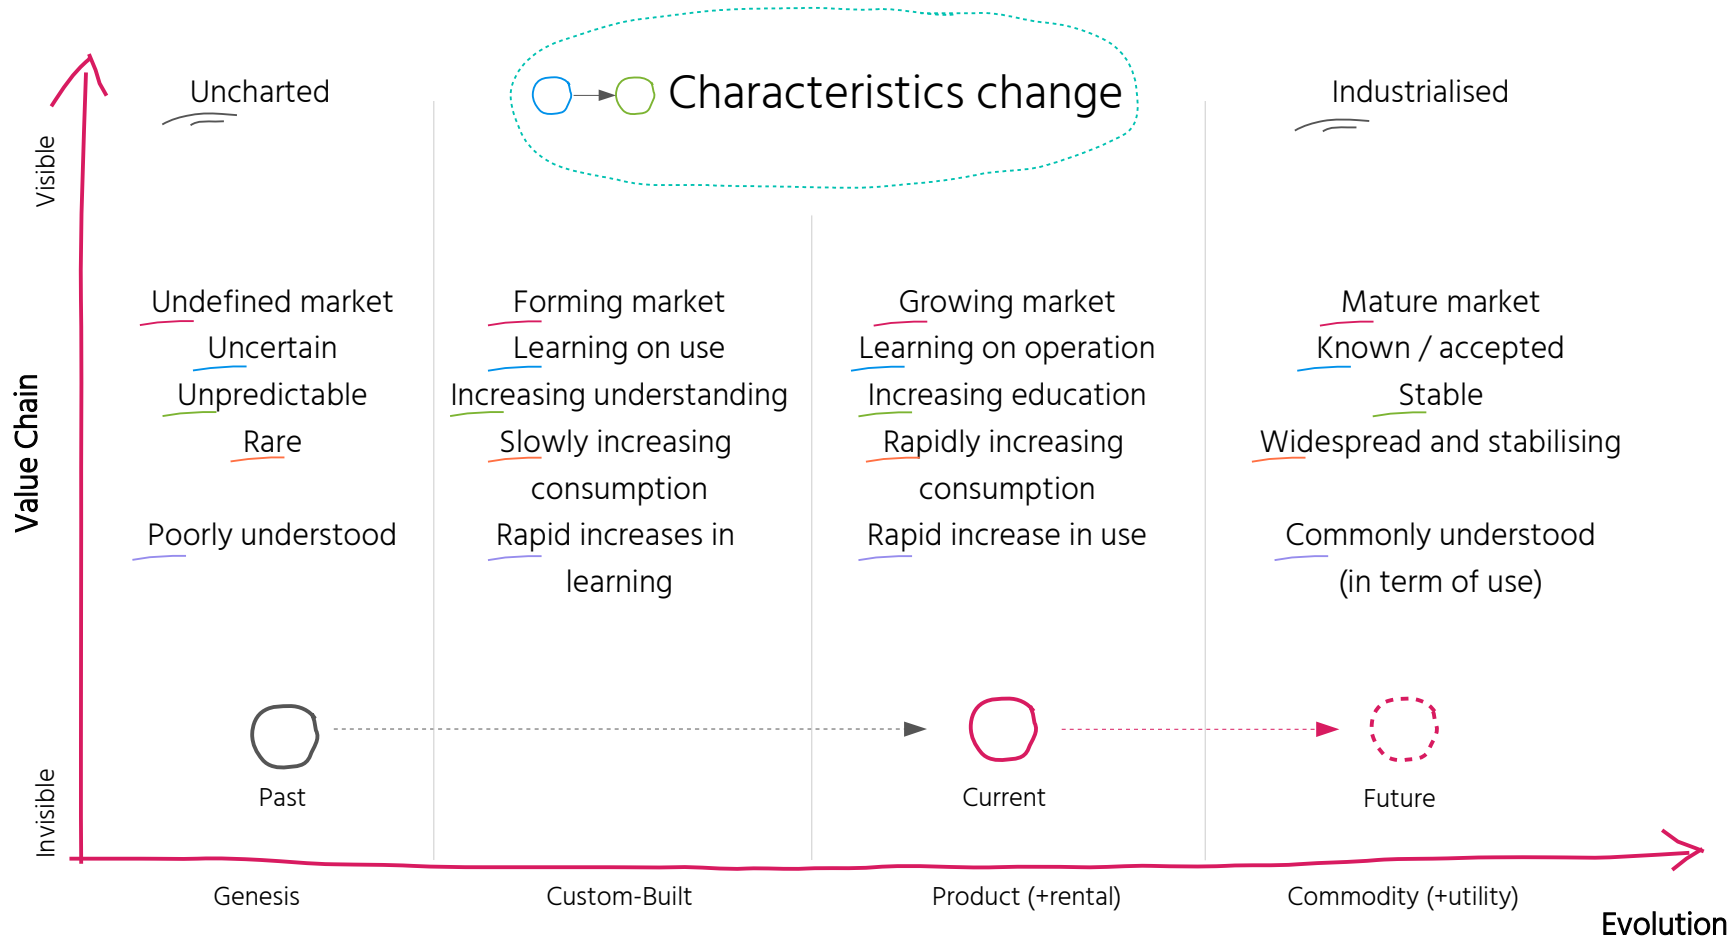 Uncharted
Characteristics change
Industrialised
Visible
Value Chain
Invisible
Undefined market
Uncertain
Unpredictable
Rare
Poorly understood
Forming market
Learning on use
Increasing understanding
Slowly increasing
consumption
Rapid increases in
learning
Growing market
Learning on operation
Increasing education
Rapidly increasing
consumption
Rapid increase in use
Mature market
Known / accepted
Stable
Widespread and stabilising
Commonly understood
(in term of use)
Past
Current
Future
Genesis
Custom-Built
Product (+rental)
Commodity (+utility)
Evolution